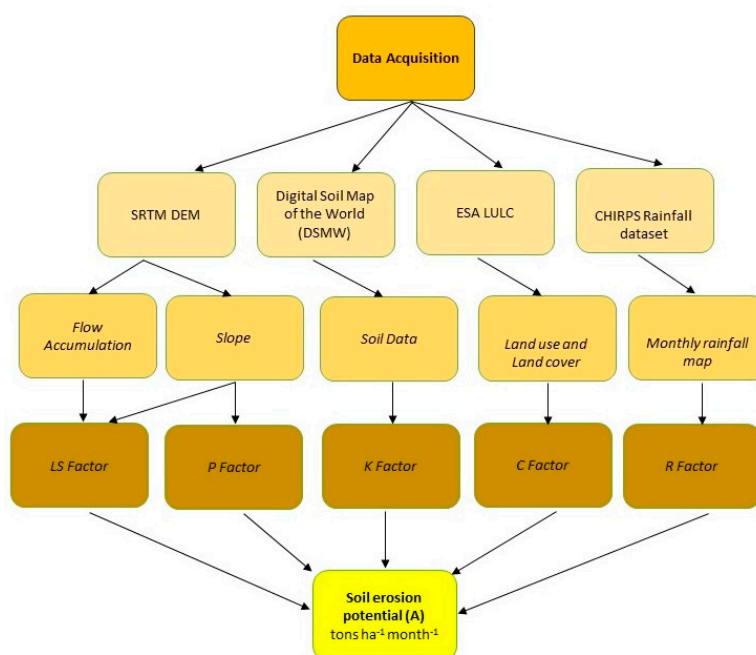 Data Acquisition
SRTM DEM
Digital Soil Map
of the World
(DSMW)
ESA LULC
CHIRPS Rainfall
dataset
Flow
Accumulation
Slope
Soil Data
Land use and
Land cover
Monthly rainfall
map
LS Factor
P Factor
K Factor
C Factor
R Factor
Soil erosion
potential (A)
tons ha⁻¹ month⁻¹